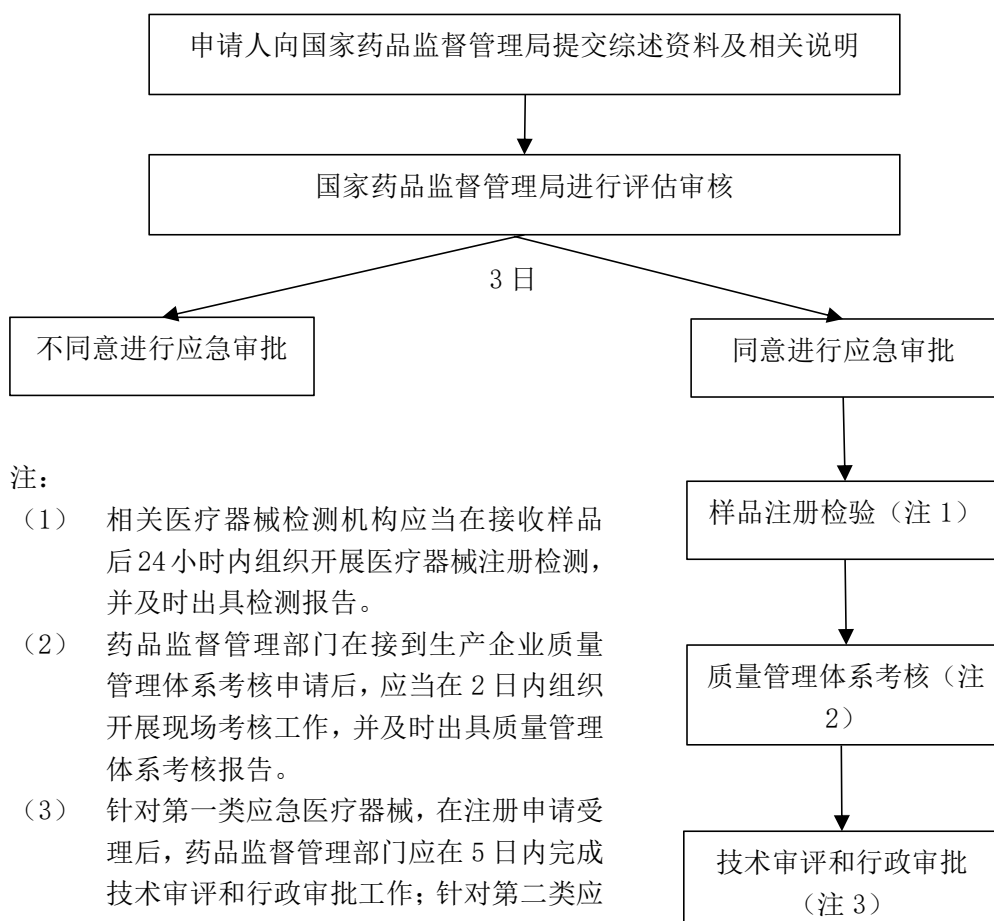 申请人向国家药品监督管理局提交综述资料及相关说明
国家药品监督管理局进行评估审核
3 日
不同意进行应急审批
同意进行应急审批
样品注册检验（注 1）
质量管理体系考核（注
2）
技术审评和行政审批
（注 3）
注：
（1） 相关医疗器械检测机构应当在接收样品
后 24 小时内组织开展医疗器械注册检测，
并及时出具检测报告。
（2） 药品监督管理部门在接到生产企业质量
管理体系考核申请后，应当在 2 日内组织
开展现场考核工作，并及时出具质量管理
体系考核报告。
（3） 针对第一类应急医疗器械，在注册申请受
理后，药品监督管理部门应在 5 日内完成
技术审评和行政审批工作；针对第二类应